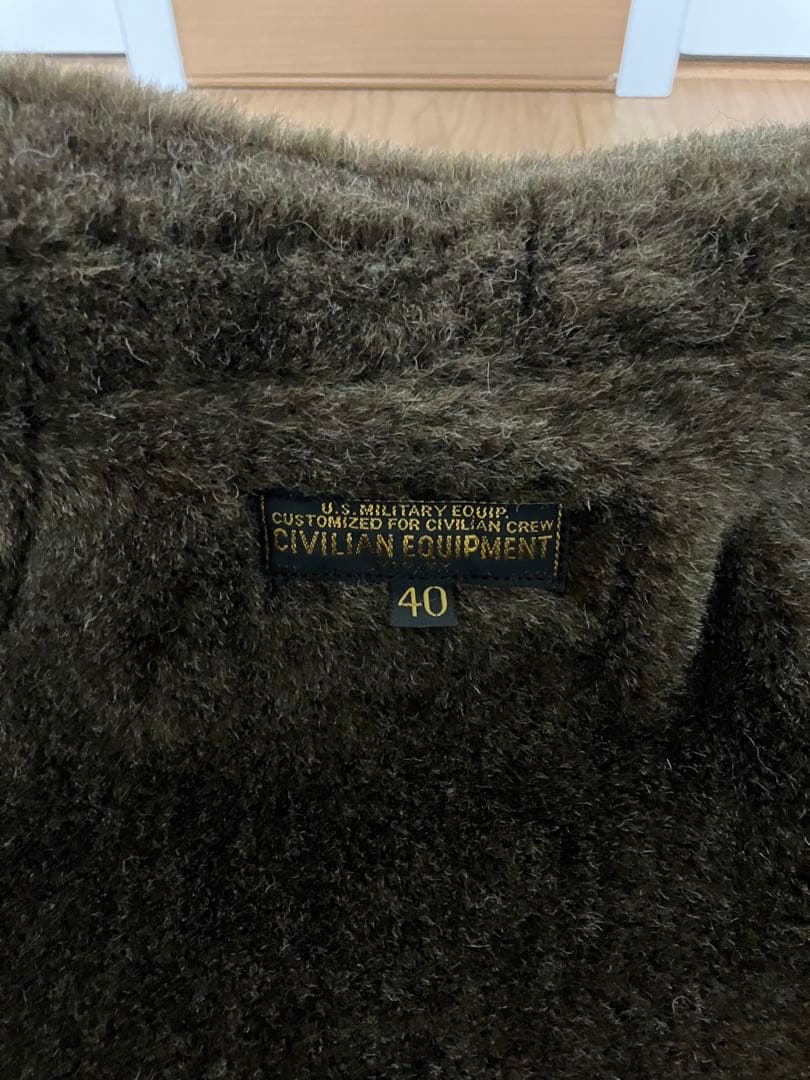 U.S. MILITARY EQUIP.
CUSTOMIZED FOR CIVILIAN CREW
CIVILIAN EQUIPMENT
40